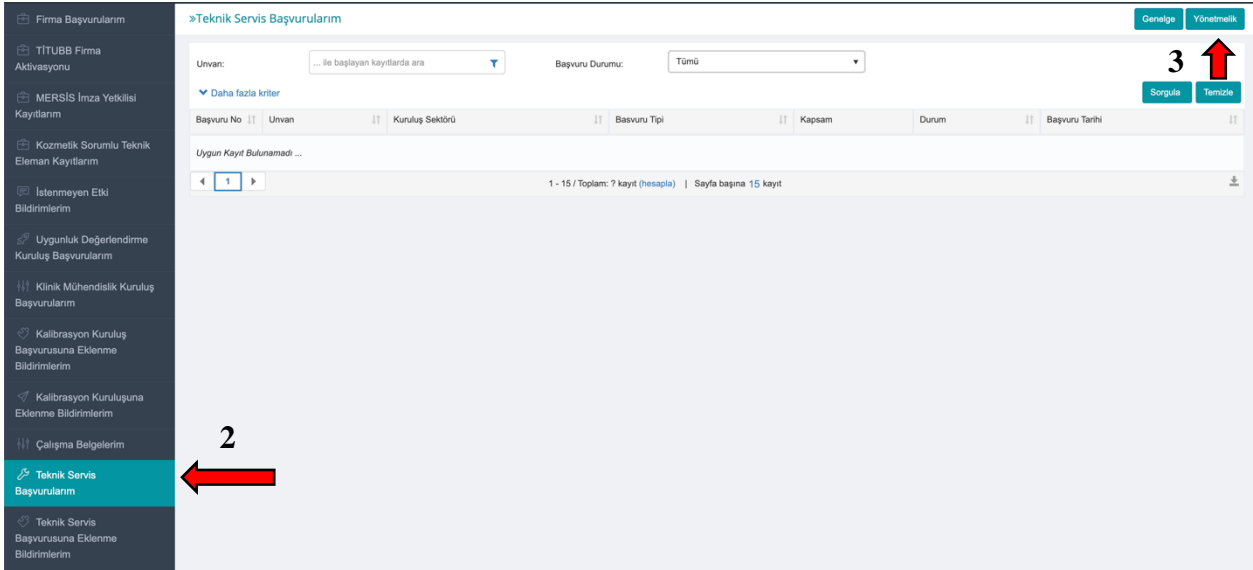 Firma Başvurularım
TİTUBB Firma
Aktivasyonu
MERSİS İmza Yetkilisi
Kayıtlarım
Kozmetik Sorumlu Teknik
Eleman Kayıtlarım
İstenmeyen Etki
Bildirimlerim
Uygunluk Değerlendirme
Kuruluş Başvurularım
Klinik Mühendislik Kuruluş
Başvurularım
Kalibrasyon Kuruluş
Başvurusuna Eklenme
Bildirimlerim
Kalibrasyon Kuruluşuna
Eklenme Bildirimlerim
Çalışma Belgelerim
Teknik Servis
Başvurularım
Teknik Servis
Başvurusuna Eklenme
Bildirimlerim
2
»Teknik Servis Başvurularım
Genelge Yönetmelik
3
Unvan: ... ile başlayan kayıtlarda ara Başvuru Durumu: Tümü
Daha fazla kriter
Sorgula Temizle
Başvuru No Unvan Kuruluş Sektörü Basvuru Tipi Kapsam Durum Başvuru Tarihi
Uygun Kayıt Bulunamadı ...
1 1 - 15 / Toplam: ? kayıt (hesapla) | Sayfa başına 15 kayıt